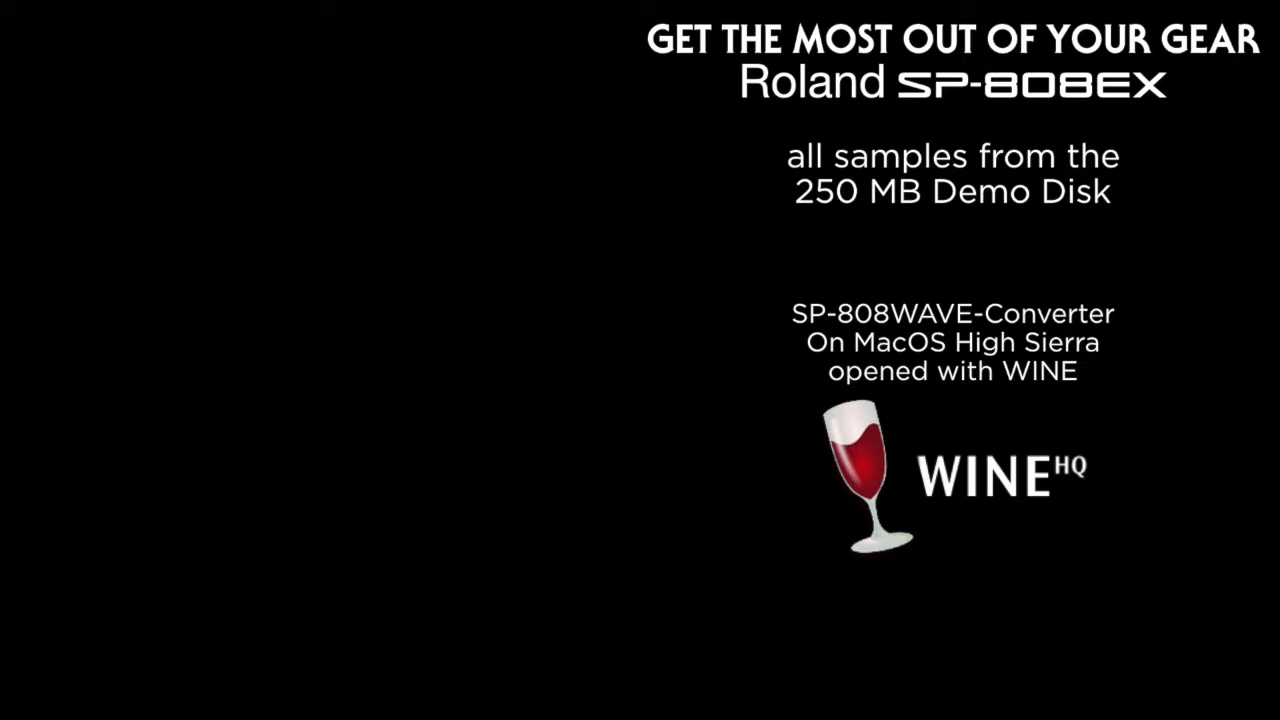 GET THE MOST OUT OF YOUR GEAR
Roland SP-808EX
all samples from the
250 MB Demo Disk
SP-808WAVE-Converter
On MacOS High Sierra
opened with WINE
WINEHQ